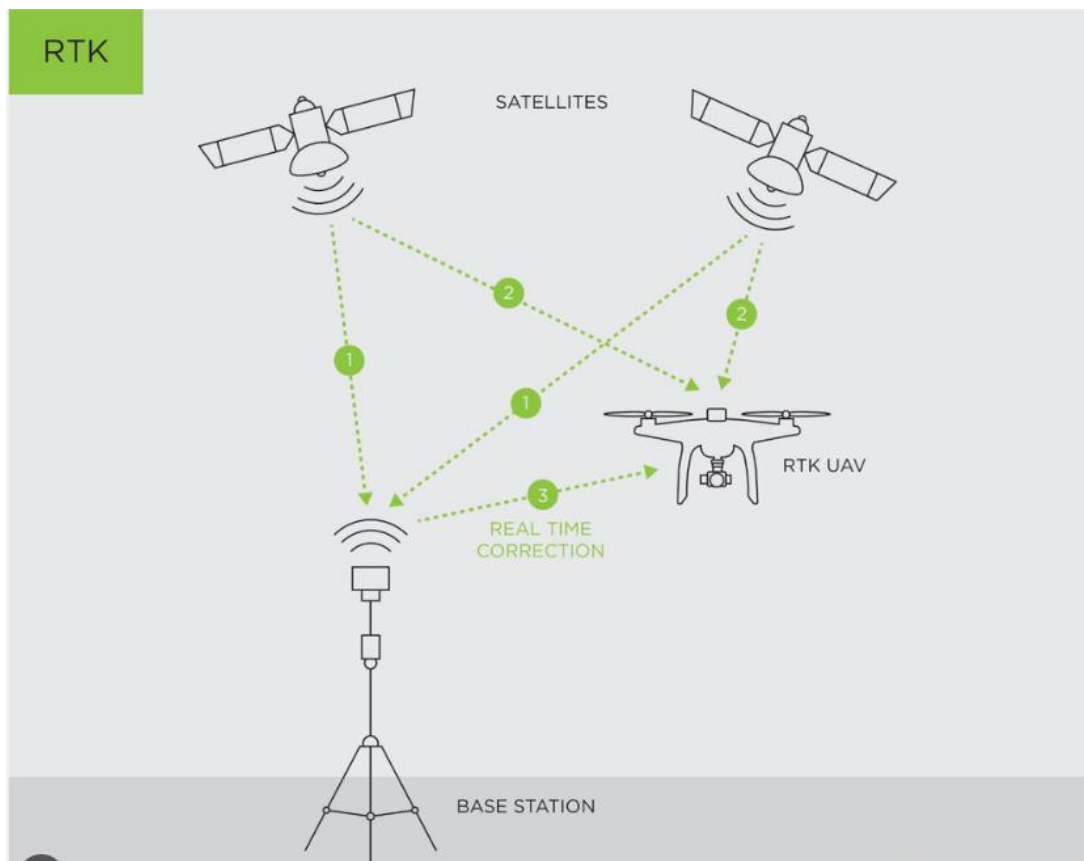 RTK
SATELLITES
2
2
1
1
RTK UAV
3
REAL TIME
CORRECTION
BASE STATION